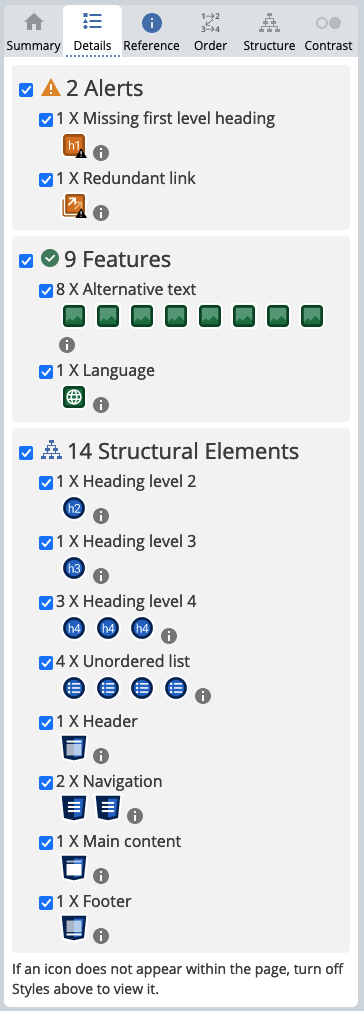 Summary Details Reference Order Structure Contrast
2 Alerts
1 X Missing first level heading
h1
1 X Redundant link
9 Features
8 X Alternative text
1 X Language
14 Structural Elements
1 X Heading level 2
h2
1 X Heading level 3
h3
3 X Heading level 4
h4 h4 h4
4 X Unordered list
1 X Header
2 X Navigation
1 X Main content
1 X Footer
If an icon does not appear within the page, turn off
Styles above to view it.